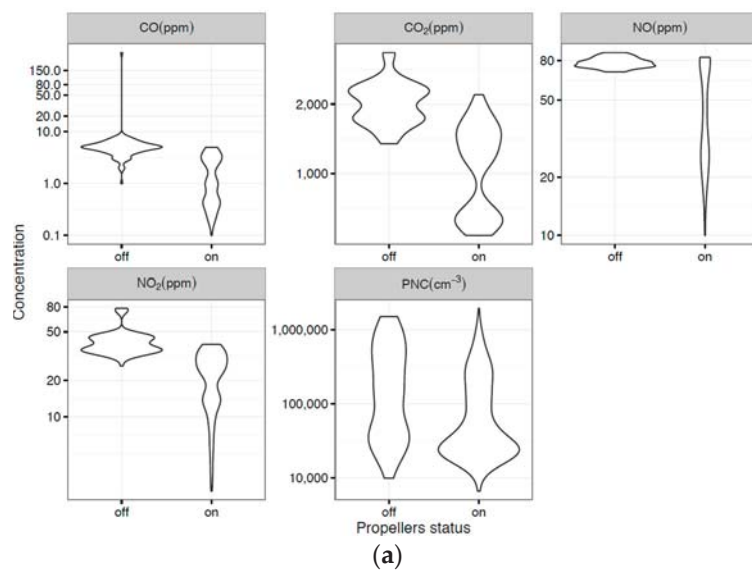 CO(ppm)
150.0
80.0
50.0
20.0
10.0
1.0
0.1
off
on
CO₂(ppm)
2,000
1,000
off
on
NO(ppm)
80
50
20
10
off
on
Concentration
NO₂(ppm)
80
50
20
10
off
on
PNC(cm⁻³)
1,000,000
100,000
10,000
off
on
Propellers status
(a)